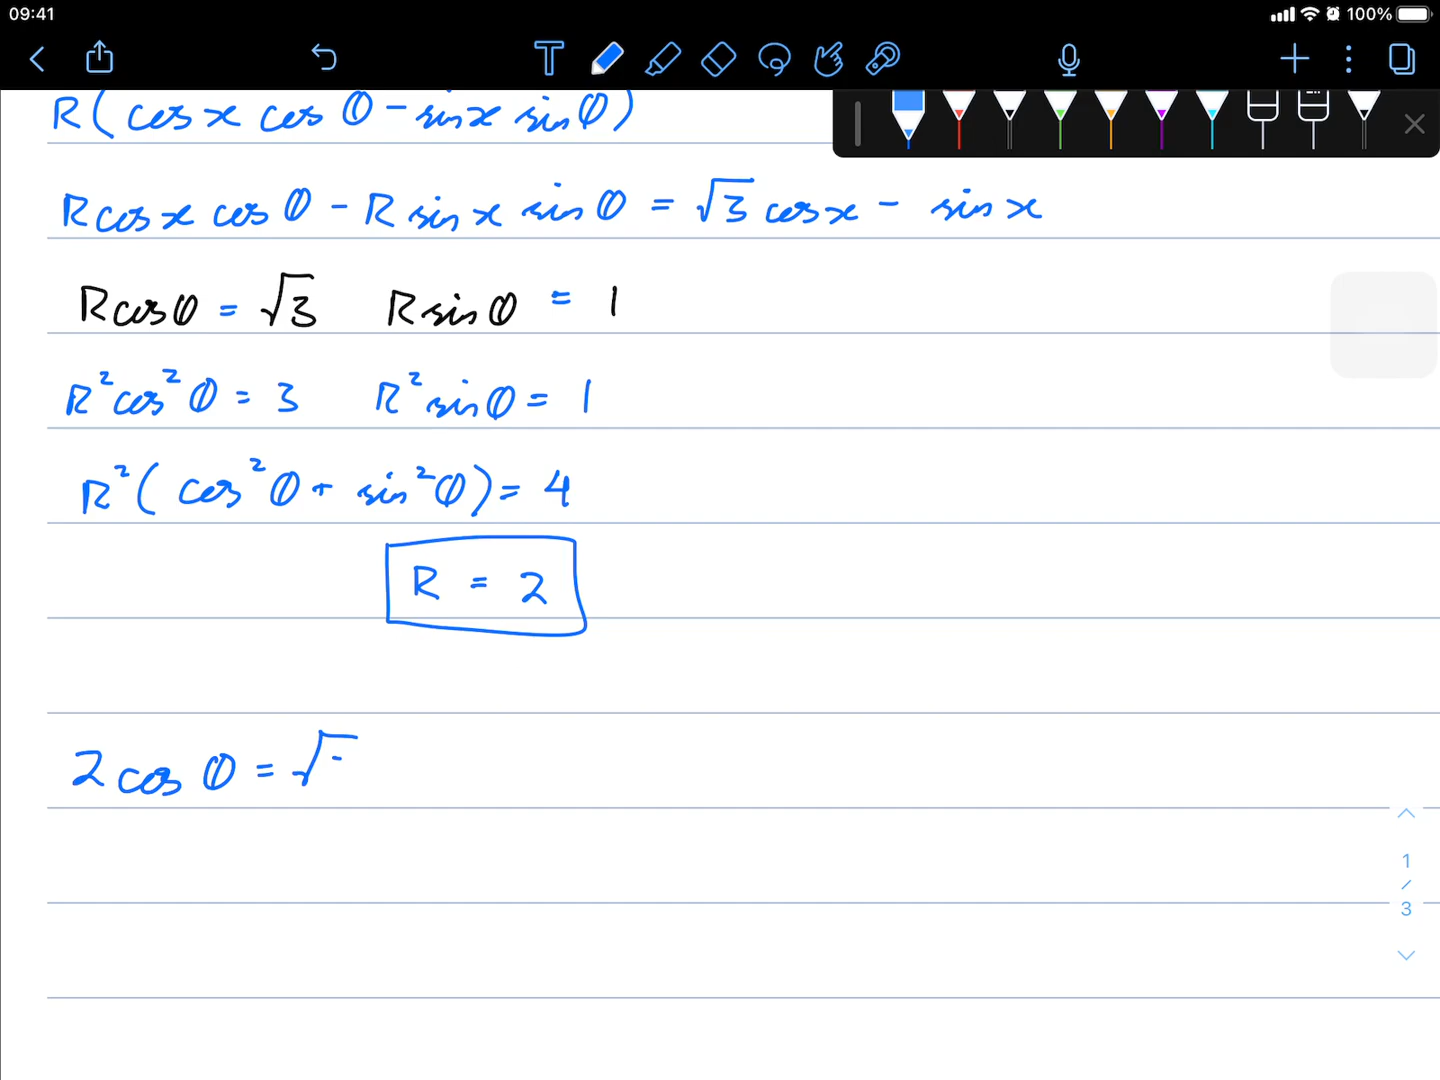 09:41 100%
R(cos x cos θ - sin x sin θ)
R cos x cos θ - R sin x sin θ = √3 cos x - sin x
R cos θ = √3 R sin θ = 1
R² cos² θ = 3 R² sin θ = 1
R² ( cos² θ + sin² θ) = 4
R = 2
2 cos θ = √
1
/
3